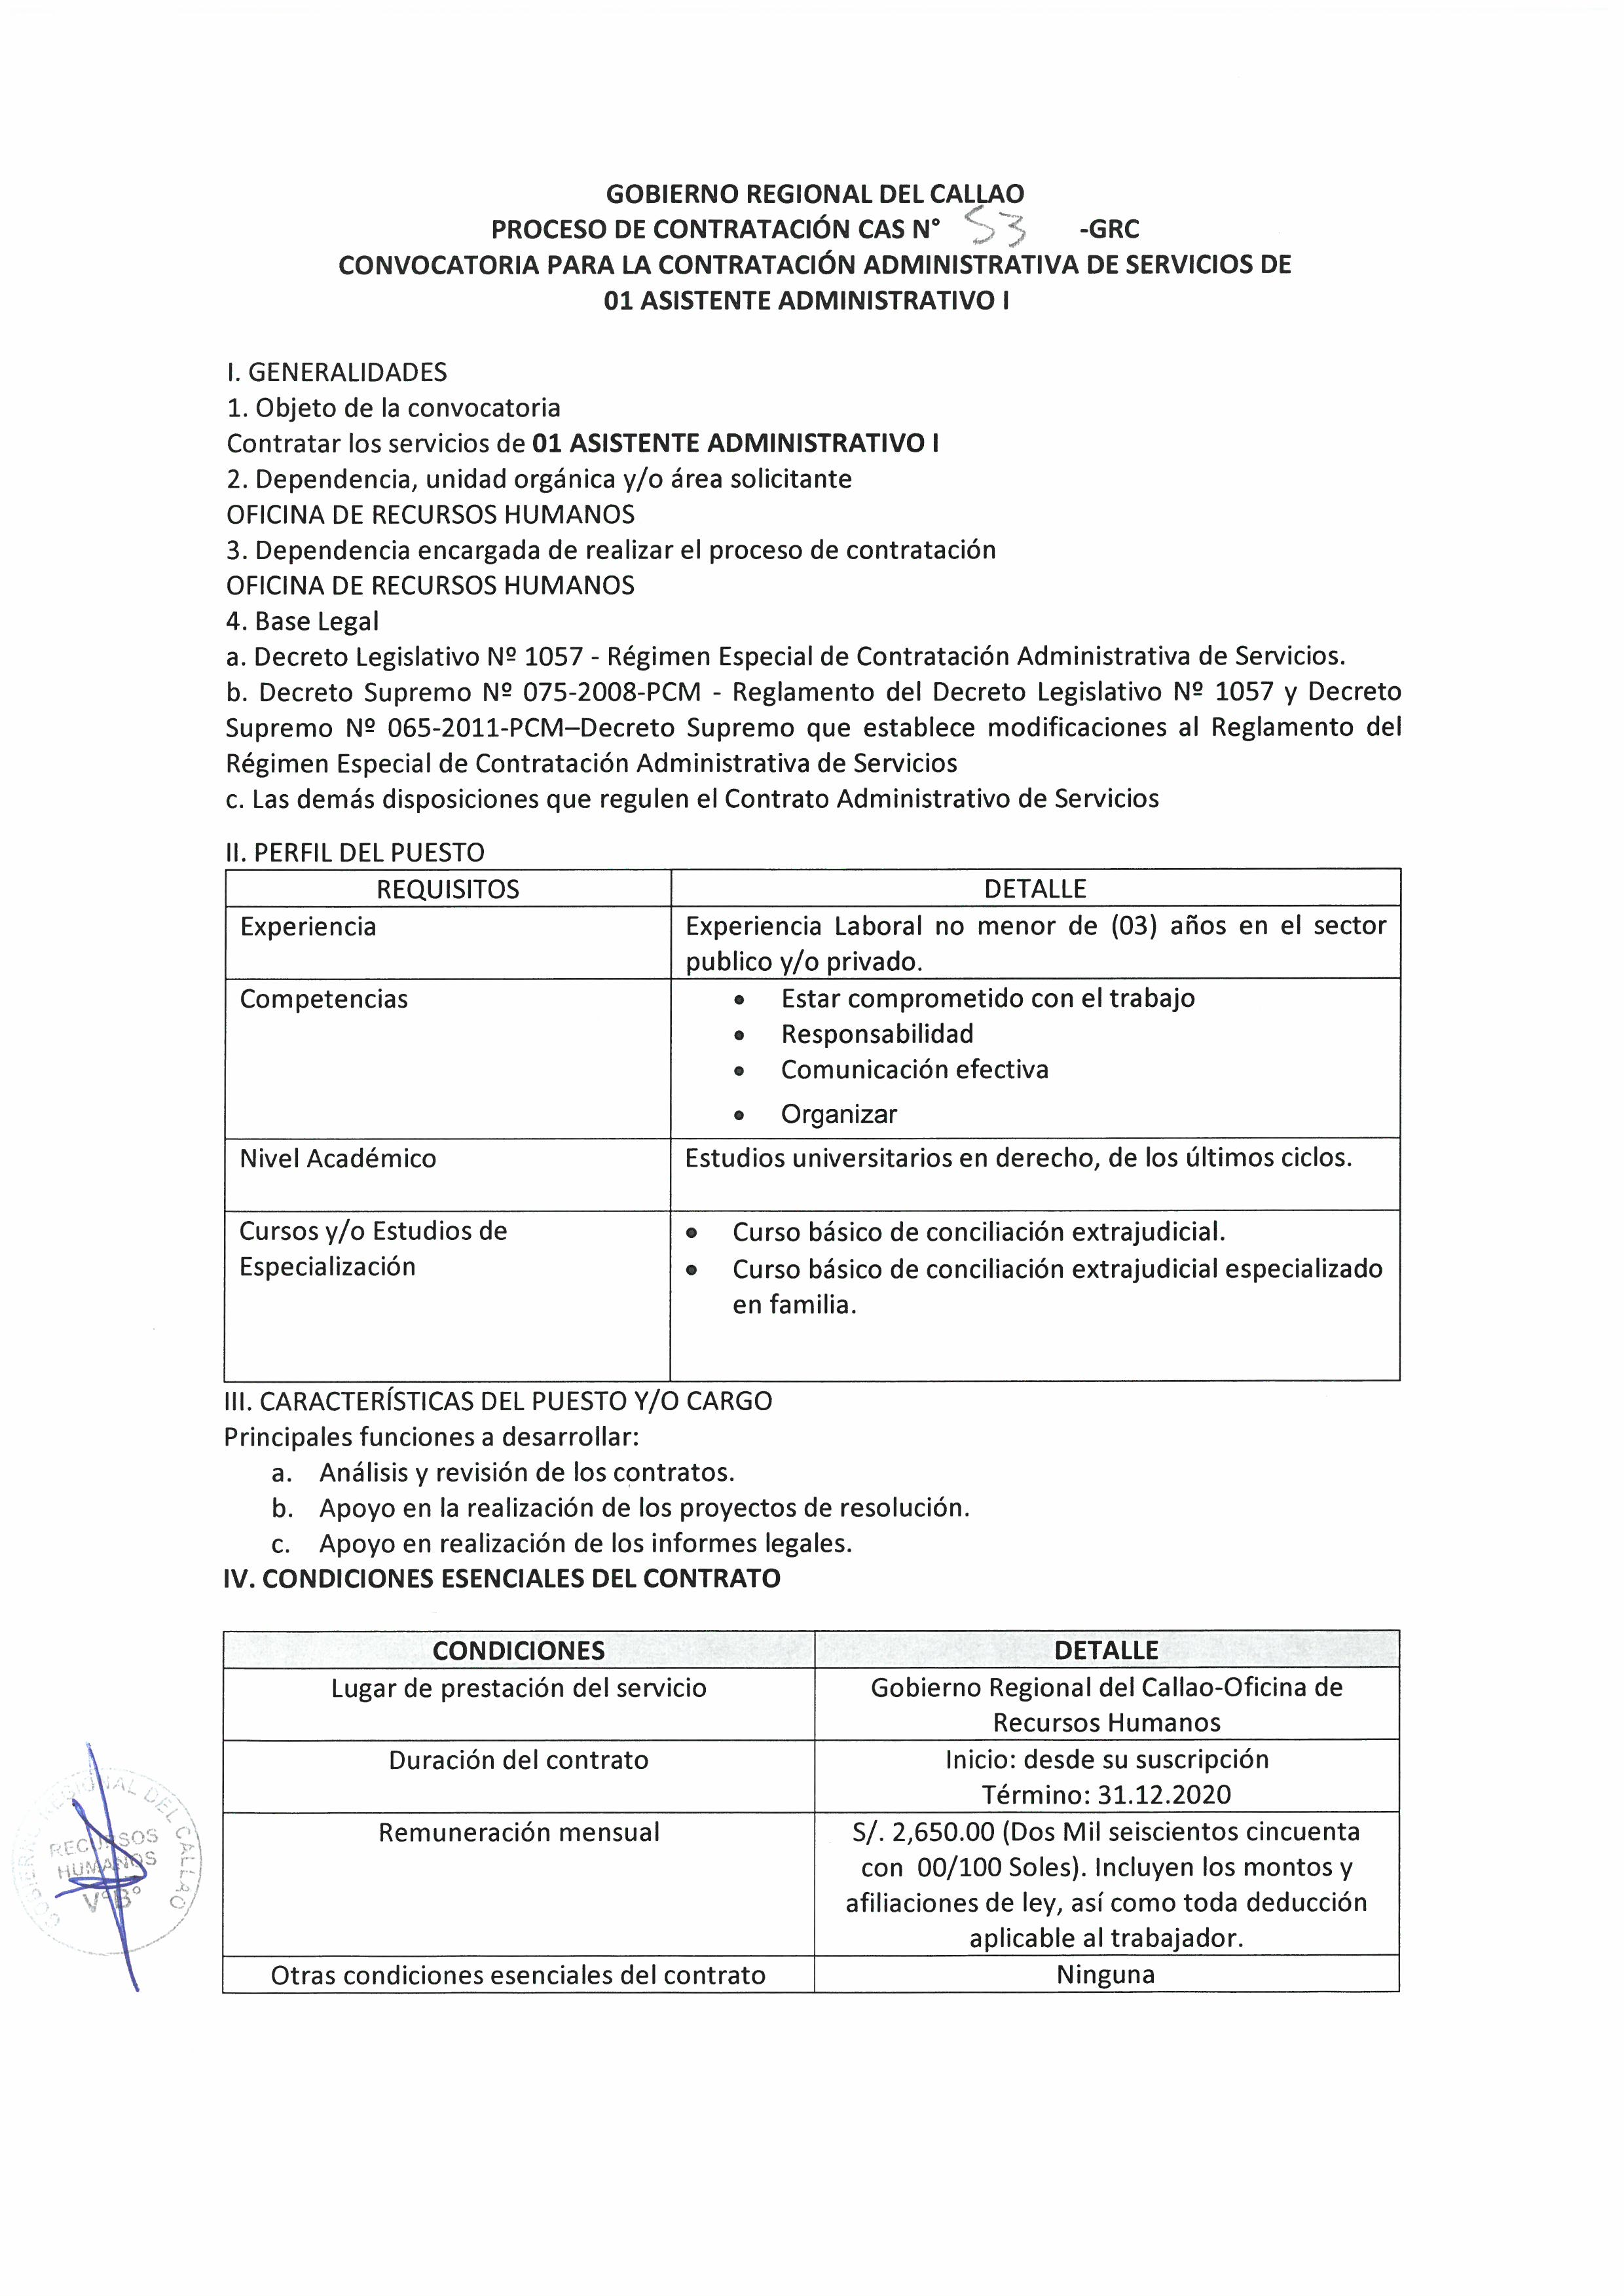 GOBIERNO REGIONAL DEL CALLAO
PROCESO DE CONTRATACIÓN CAS N° 53 -GRC
CONVOCATORIA PARA LA CONTRATACIÓN ADMINISTRATIVA DE SERVICIOS DE
01 ASISTENTE ADMINISTRATIVO I
I. GENERALIDADES
1. Objeto de la convocatoria
Contratar los servicios de 01 ASISTENTE ADMINISTRATIVO I
2. Dependencia, unidad orgánica y/o área solicitante
OFICINA DE RECURSOS HUMANOS
3. Dependencia encargada de realizar el proceso de contratación
OFICINA DE RECURSOS HUMANOS
4. Base Legal
a. Decreto Legislativo Nº 1057 - Régimen Especial de Contratación Administrativa de Servicios.
b. Decreto Supremo Nº 075-2008-PCM - Reglamento del Decreto Legislativo Nº 1057 y Decreto
Supremo Nº 065-2011-PCM–Decreto Supremo que establece modificaciones al Reglamento del
Régimen Especial de Contratación Administrativa de Servicios
c. Las demás disposiciones que regulen el Contrato Administrativo de Servicios
II. PERFIL DEL PUESTO
REQUISITOS DETALLE
Experiencia Experiencia Laboral no menor de (03) años en el sector
publico y/o privado.
Competencias • Estar comprometido con el trabajo
• Responsabilidad
• Comunicación efectiva
• Organizar
Nivel Académico Estudios universitarios en derecho, de los últimos ciclos.
Cursos y/o Estudios de • Curso básico de conciliación extrajudicial.
Especialización • Curso básico de conciliación extrajudicial especializado
en familia.
III. CARACTERÍSTICAS DEL PUESTO Y/O CARGO
Principales funciones a desarrollar:
a. Análisis y revisión de los contratos.
b. Apoyo en la realización de los proyectos de resolución.
c. Apoyo en realización de los informes legales.
IV. CONDICIONES ESENCIALES DEL CONTRATO
CONDICIONES DETALLE
Lugar de prestación del servicio Gobierno Regional del Callao-Oficina de
Recursos Humanos
Duración del contrato Inicio: desde su suscripción
Término: 31.12.2020
Remuneración mensual S/. 2,650.00 (Dos Mil seiscientos cincuenta
con 00/100 Soles). Incluyen los montos y
afiliaciones de ley, así como toda deducción
aplicable al trabajador.
Otras condiciones esenciales del contrato Ninguna
GOBIERNO REGIONAL DEL CALLAO
RECURSOS
HUMANOS
V°B°